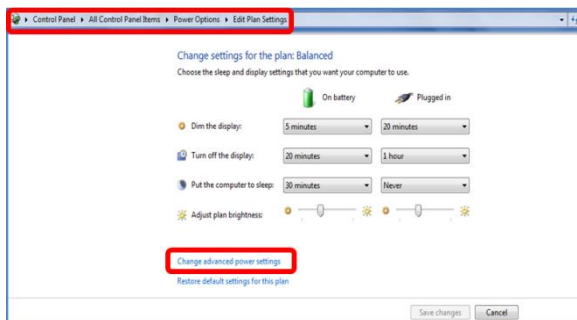 Control Panel ▸ All Control Panel Items ▸ Power Options ▸ Edit Plan Settings
Change settings for the plan: Balanced
Choose the sleep and display settings that you want your computer to use.
On battery Plugged in
Dim the display: 5 minutes 20 minutes
Turn off the display: 20 minutes 1 hour
Put the computer to sleep: 30 minutes Never
Adjust plan brightness:
Change advanced power settings
Restore default settings for this plan
Save changes Cancel